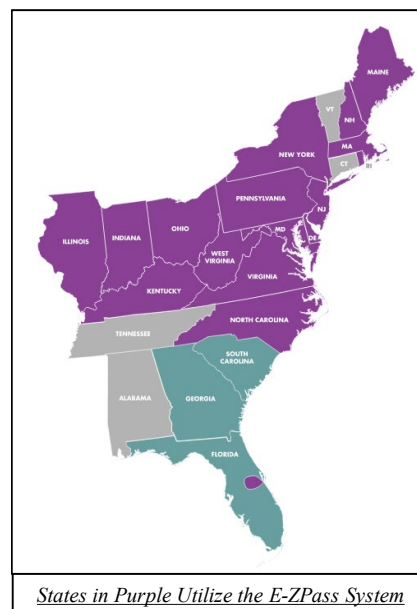 MAINE
VT
NH
NEW YORK
MA
CT
RI
PENNSYLVANIA
NJ
OHIO
MD
DE
INDIANA
ILLINOIS
WEST
VIRGINIA
VIRGINIA
KENTUCKY
NORTH CAROLINA
TENNESSEE
SOUTH
CAROLINA
ALABAMA
GEORGIA
FLORIDA
States in Purple Utilize the E-ZPass System